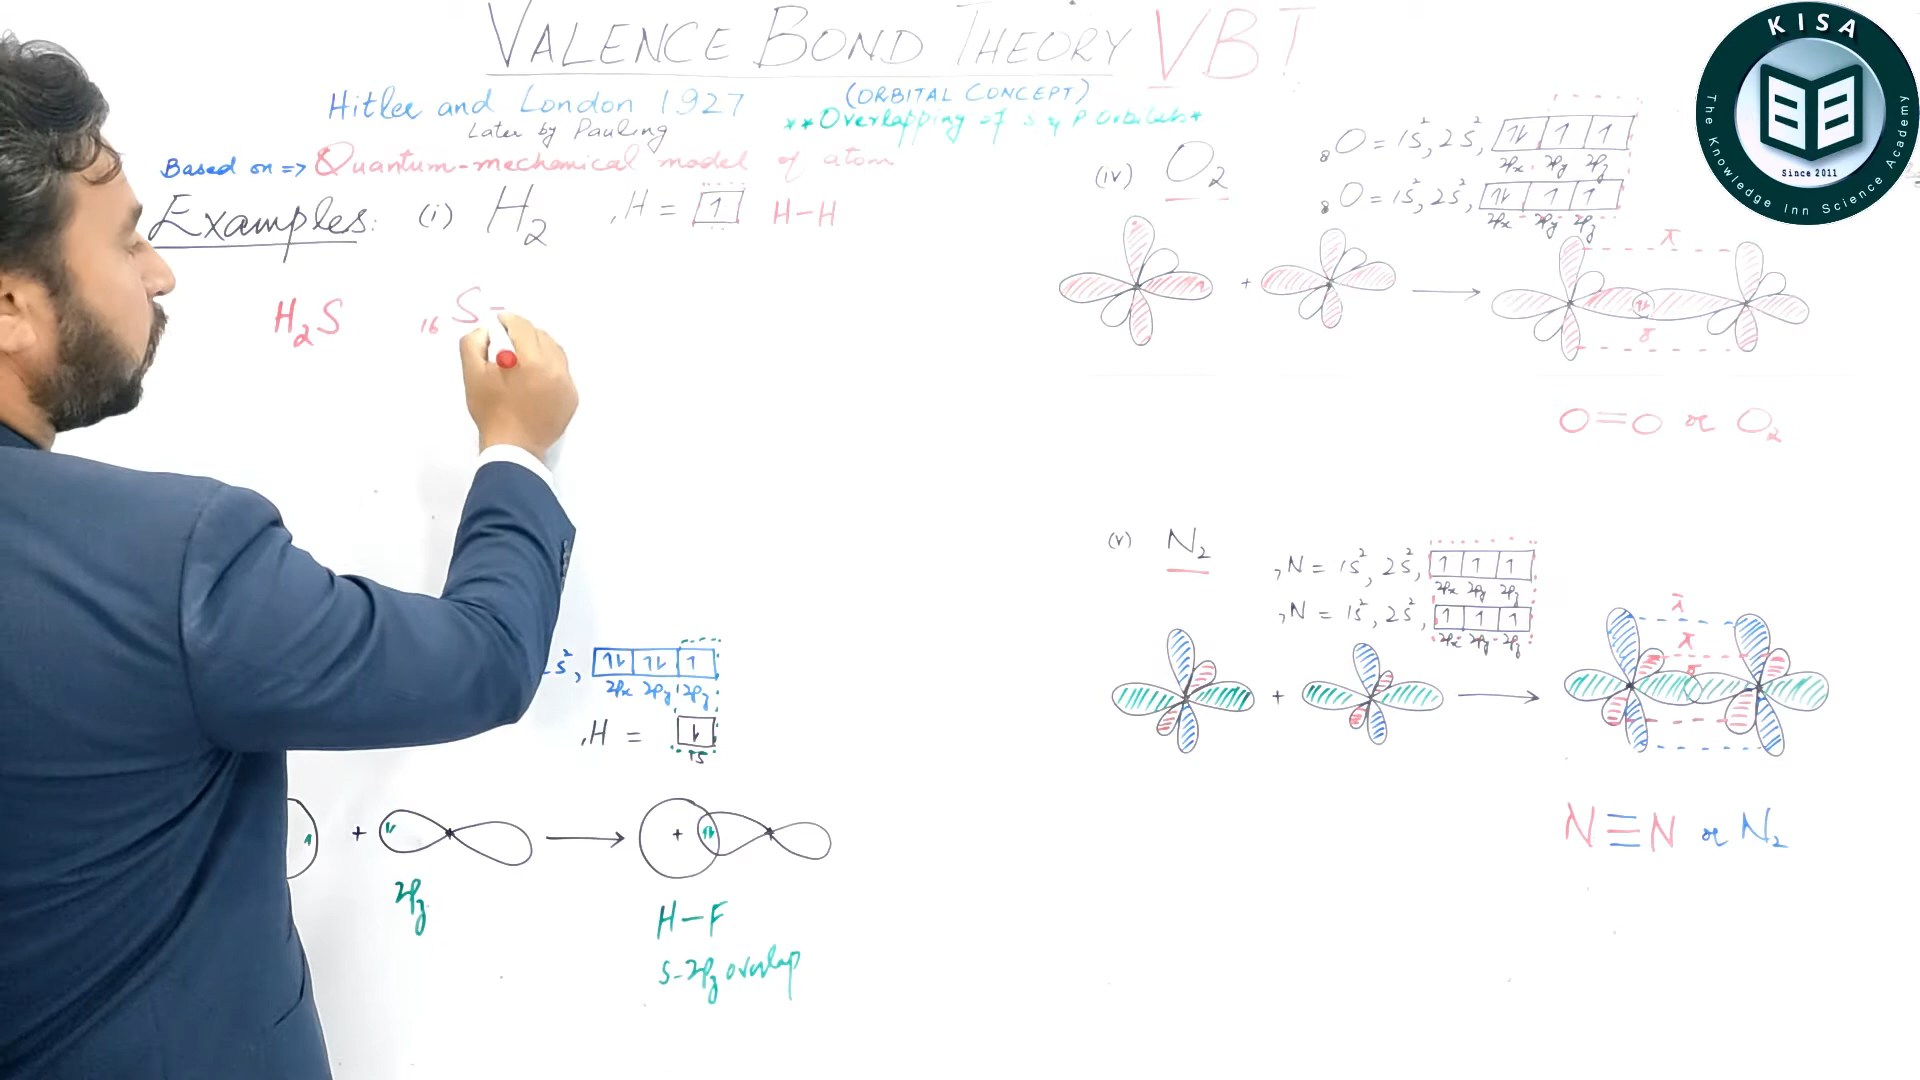 VALENCE BOND THEORY VBT
Hitler and London 1927
(ORBITAL CONCEPT)
Later by Pauling
**Overlapping of s & p orbitals*
Based on => Quantum-mechanical model of atom
Examples: (i) H2 ,H = 1 H-H
H2S 16 S =
2s², 1⇂ 1⇂ 1
2px 2py 2pz
,H = ⇂
1S
+
2pz
+
H-F
s-2pz overlap
(iv) O2
8O = 1S², 2S², 1⇂ 1 1
2px 2py 2pz
8O = 1S², 2S², 1⇂ 1 1
2px 2py 2pz
+
π
δ
O=O or O2
(v) N2
7N = 1S², 2S², 1 1 1
2px 2py 2pz
7N = 1S², 2S², 1 1 1
2px 2py 2pz
+
π
π
δ
N≡N or N2
KISA
Since 2011
The Knowledge Inn Science Academy